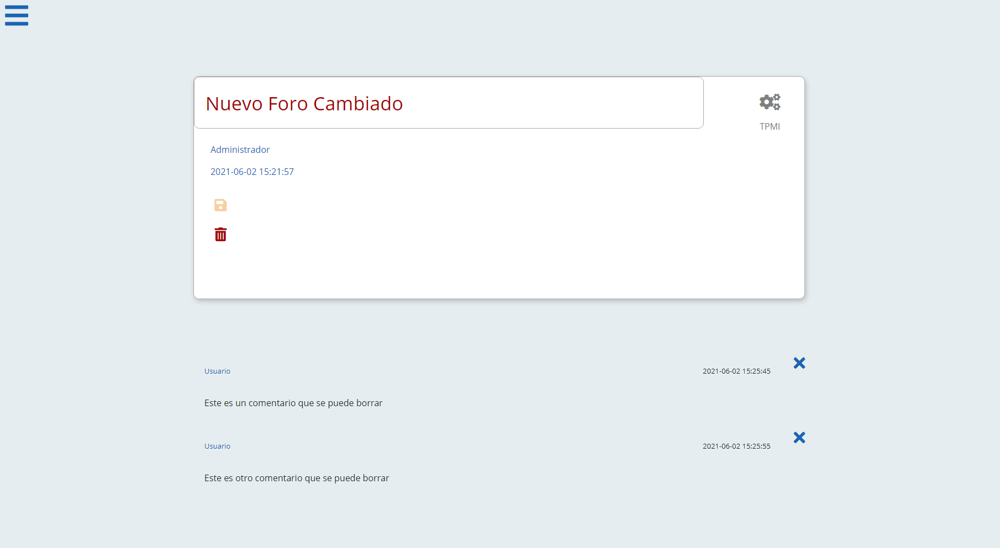 Nuevo Foro Cambiado
TPMI
Administrador
2021-06-02 15:21:57
Usuario
2021-06-02 15:25:45
Este es un comentario que se puede borrar
Usuario
2021-06-02 15:25:55
Este es otro comentario que se puede borrar